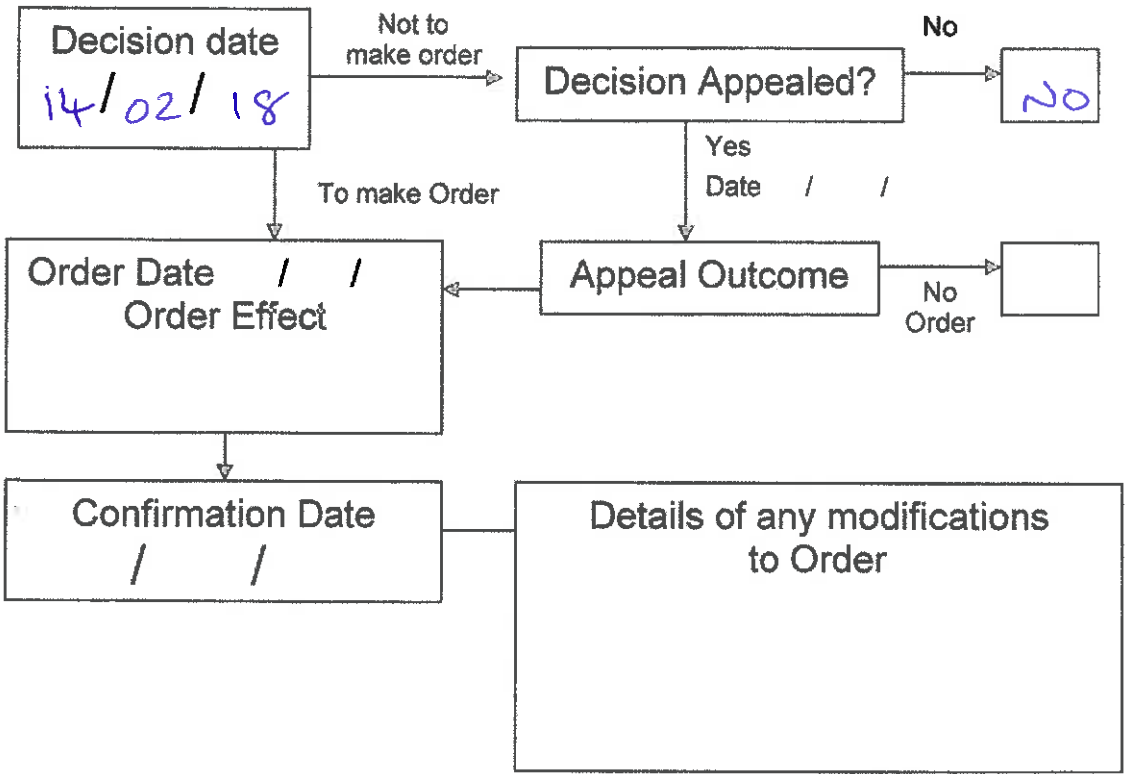 Decision date
14/02/18
Not to
make order
Decision Appealed?
No
NO
Yes
Date / /
To make Order
Order Date / /
Order Effect
Appeal Outcome
No
Order
Confirmation Date
/ /
Details of any modifications
to Order